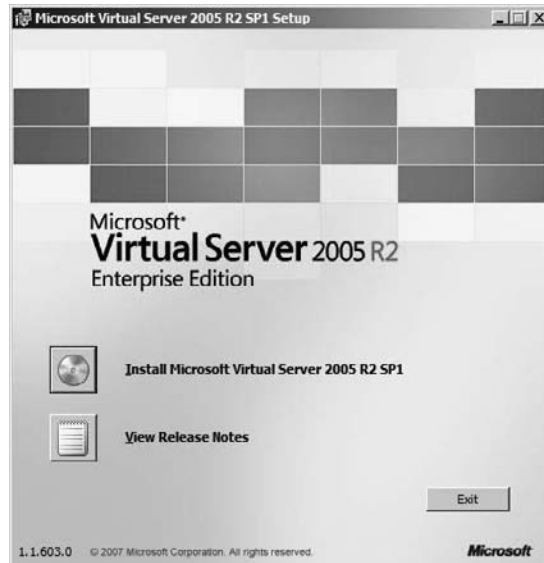 Microsoft Virtual Server 2005 R2 SP1 Setup
Microsoft®
Virtual Server 2005 R2
Enterprise Edition
Install Microsoft Virtual Server 2005 R2 SP1
View Release Notes
Exit
1.1.603.0 © 2007 Microsoft Corporation. All rights reserved. Microsoft